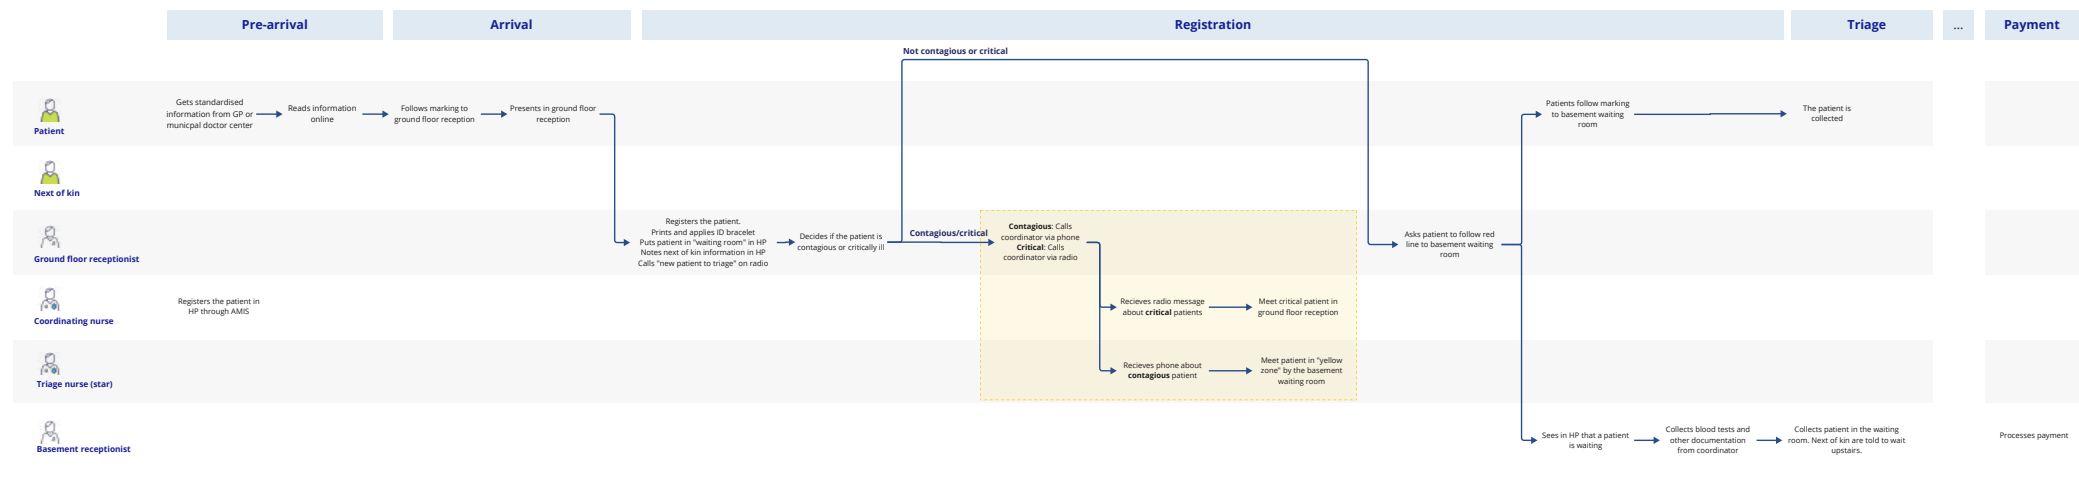 Pre-arrival
Arrival
Registration
Triage
...
Payment
Not contagious or critical
Patient
Gets standardised
information from GP or
municpal doctor center
Reads information
online
Follows marking to
ground floor reception
Presents in ground floor
reception
Patients follow marking
to basement waiting
room
The patient is
collected
Next of kin
Ground floor receptionist
Registers the patient.
Prints and applies ID bracelet
Puts patient in "waiting room" in HP
Notes next of kin information in HP
Calls "new patient to triage" on radio
Decides if the patient is
contagious or critically ill
Contagious/critical
Contagious: Calls
coordinator via phone
Critical: Calls
coordinator via radio
Asks patient to follow red
line to basement waiting
room
Coordinating nurse
Registers the patient in
HP through AMIS
Recieves radio message
about critical patients
Meet critical patient in
ground floor reception
Triage nurse (star)
Recieves phone about
contagious patient
Meet patient in "yellow
zone" by the basement
waiting room
Basement receptionist
Sees in HP that a patient
is waiting
Collects blood tests and
other documentation
from coordinator
Collects patient in the waiting
room. Next of kin are told to wait
upstairs.
Processes payment